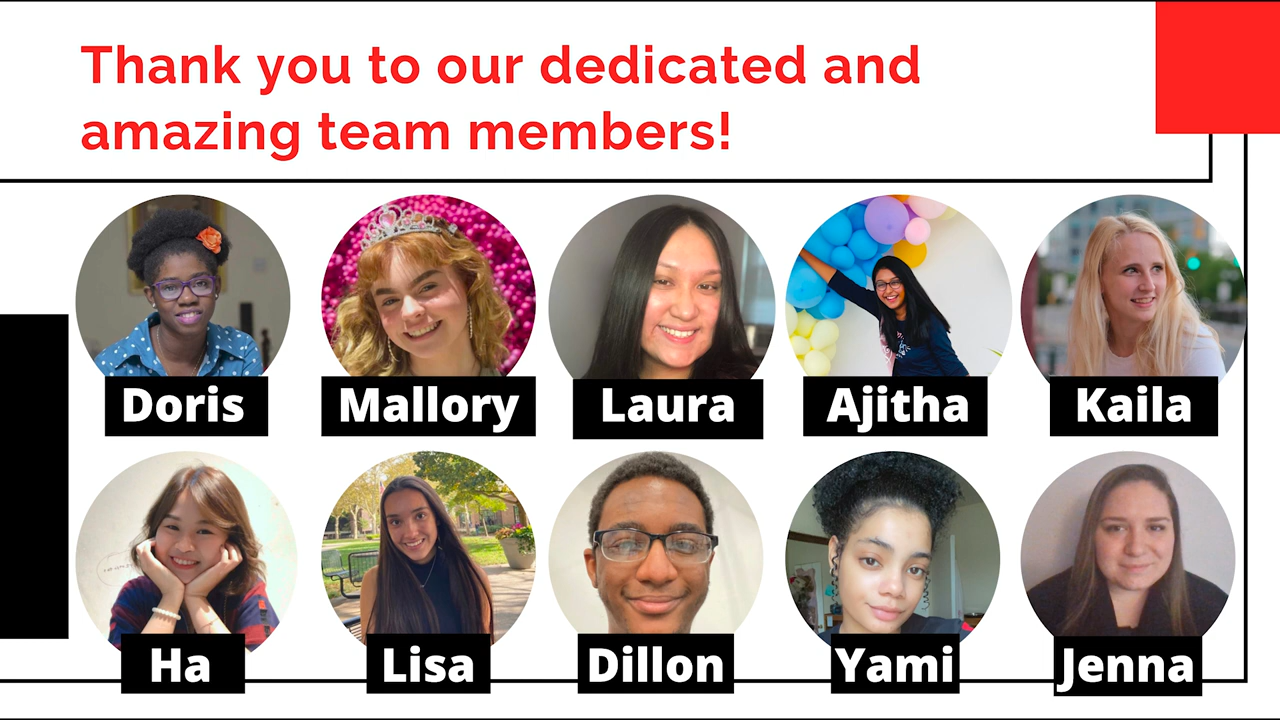 Thank you to our dedicated and
amazing team members!
Doris
Mallory
Laura
Ajitha
Kaila
Ha
Lisa
Dillon
Yami
Jenna